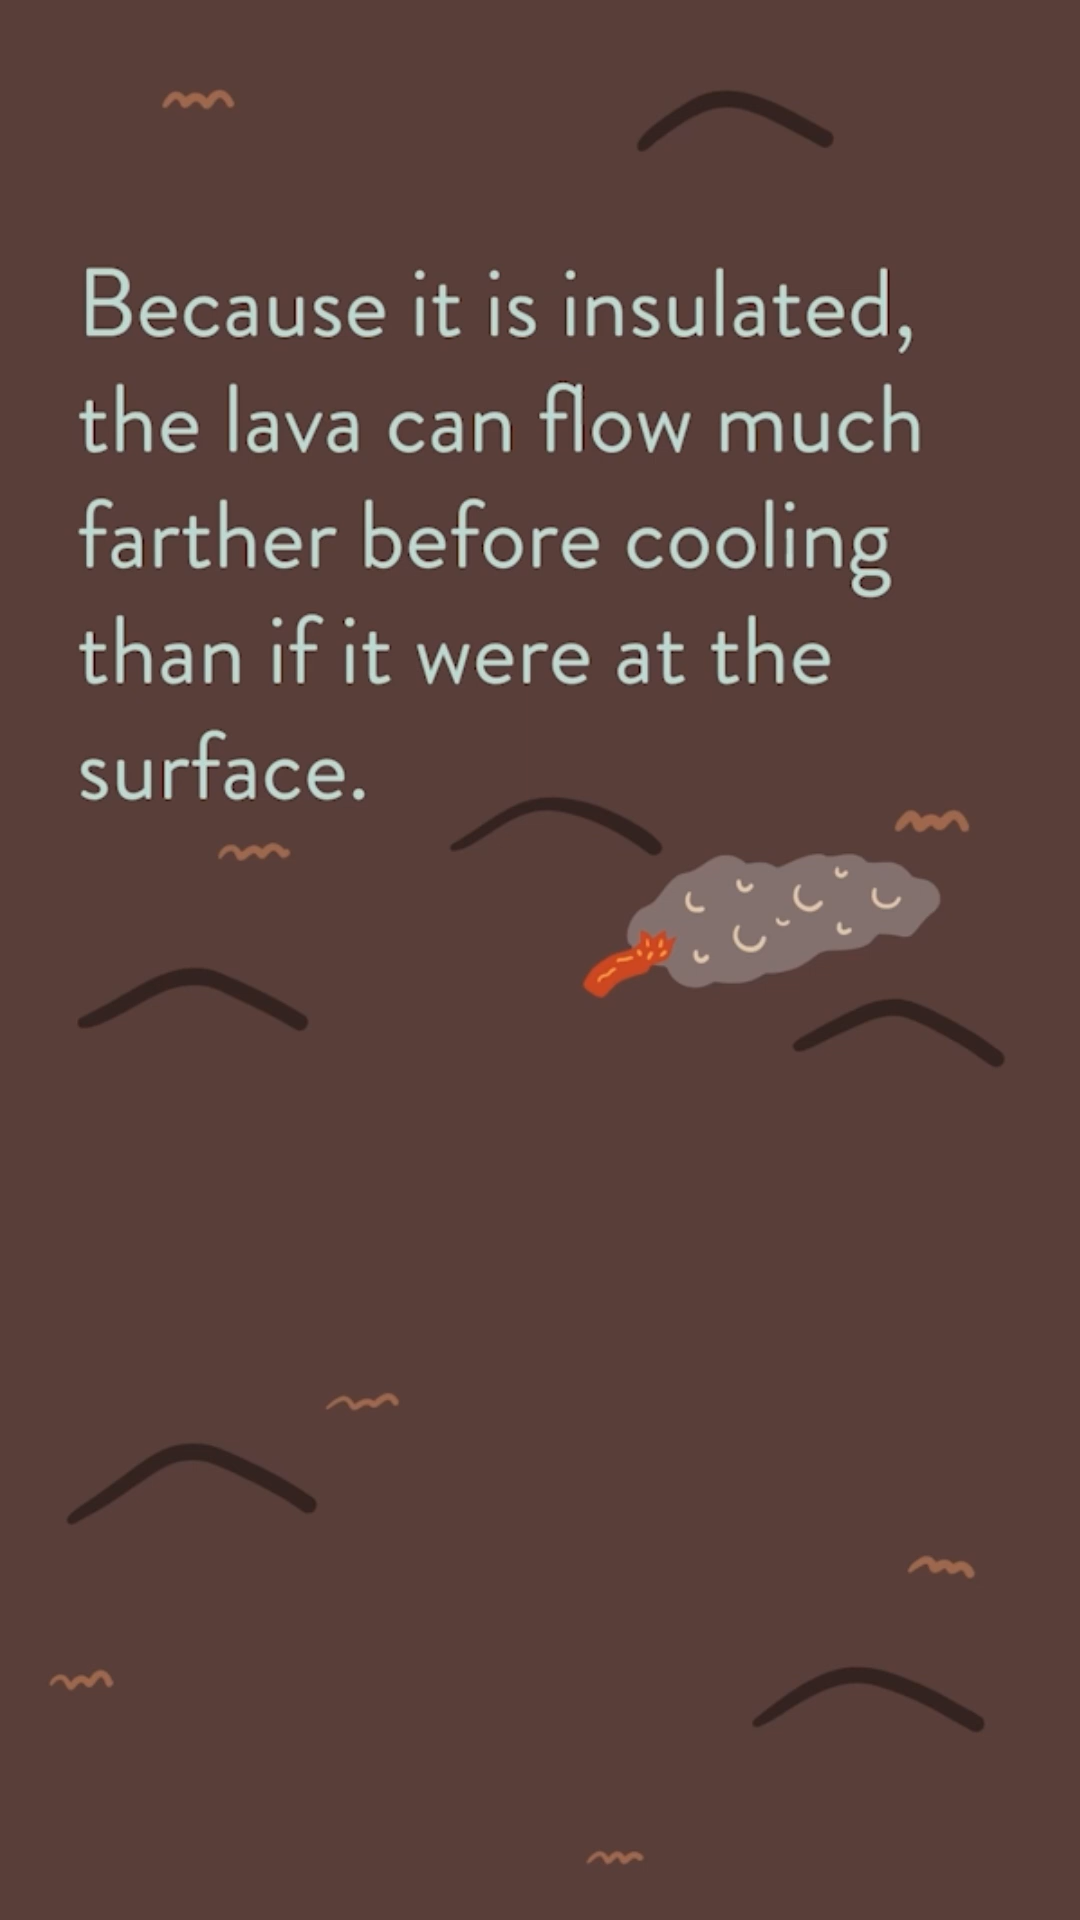 Because it is insulated,
the lava can flow much
farther before cooling
than if it were at the
surface.